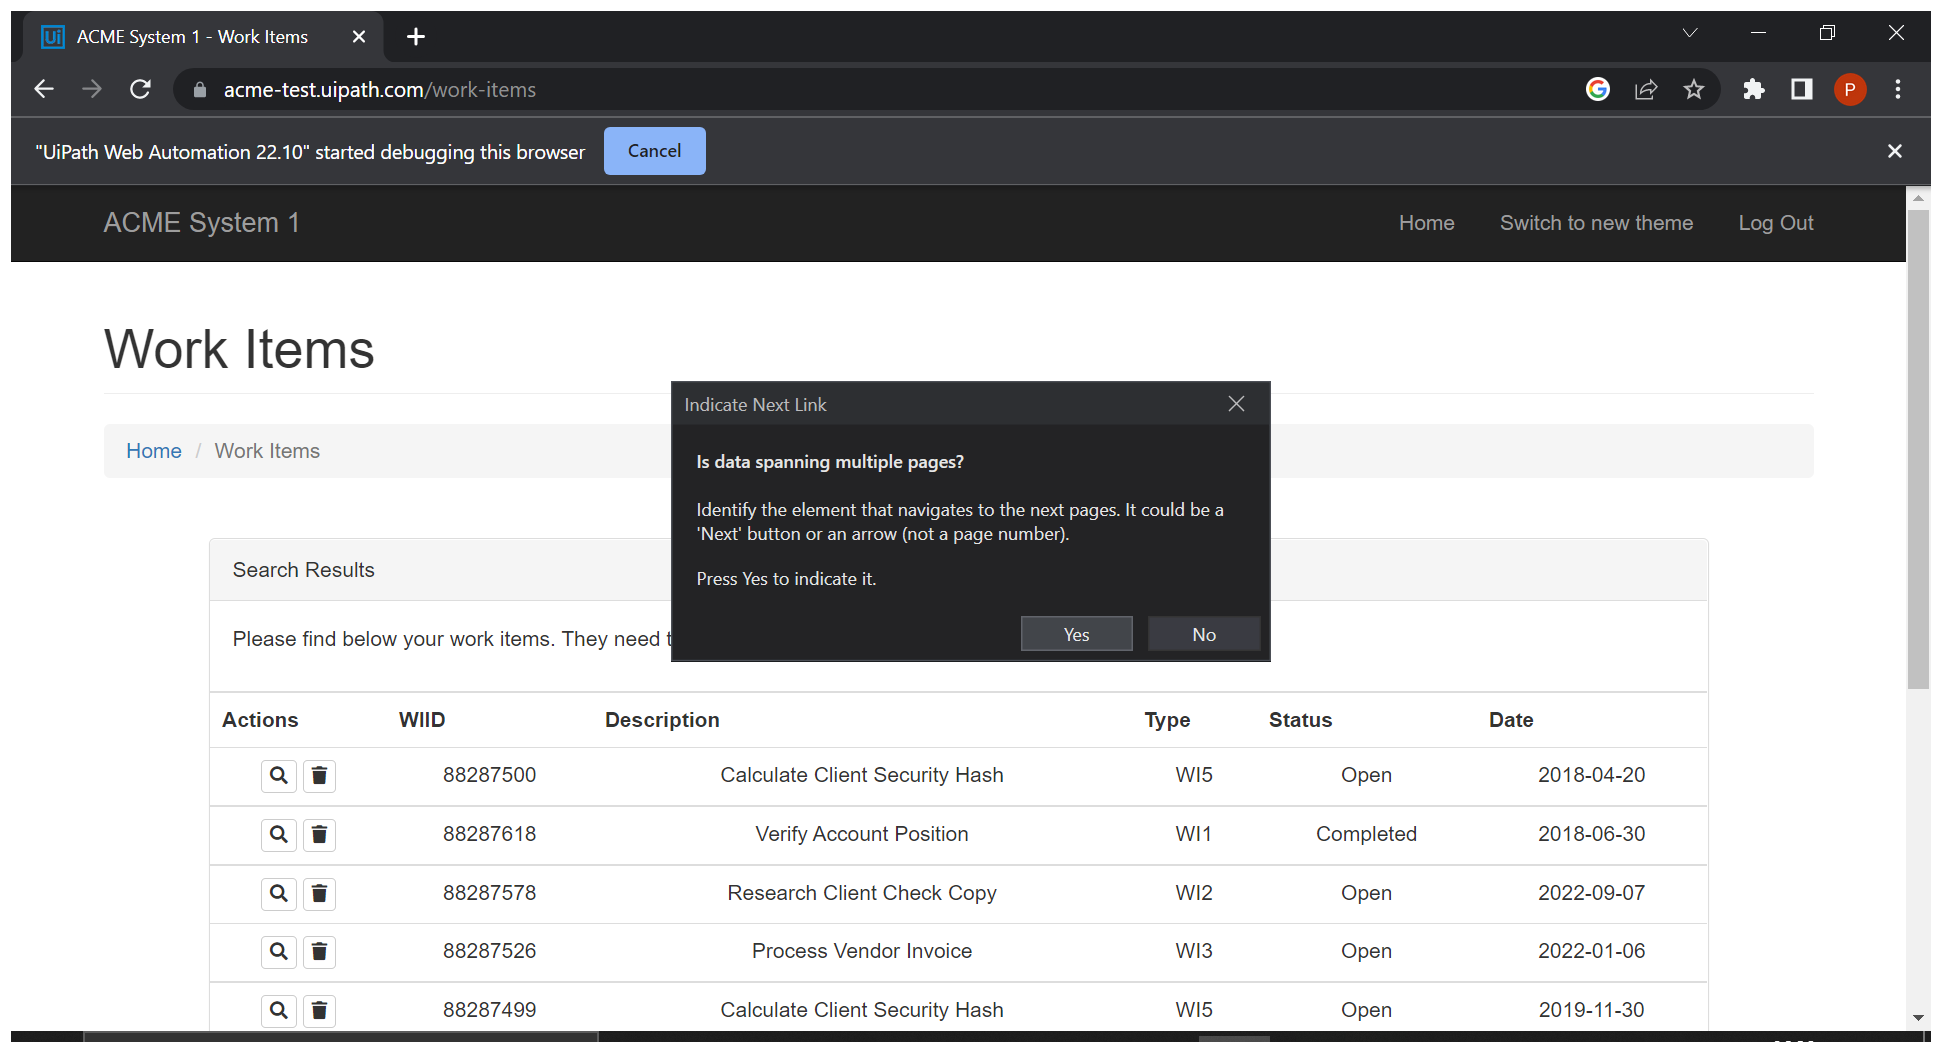 ACME System 1 - Work Items
acme-test.uipath.com/work-items
P
"UiPath Web Automation 22.10" started debugging this browser Cancel
ACME System 1 Home Switch to new theme Log Out
Work Items
Home / Work Items
Indicate Next Link
Is data spanning multiple pages?
Identify the element that navigates to the next pages. It could be a
'Next' button or an arrow (not a page number).
Press Yes to indicate it.
Yes No
Search Results
Please find below your work items. They need
Actions WIID Description Type Status Date
88287500 Calculate Client Security Hash WI5 Open 2018-04-20
88287618 Verify Account Position WI1 Completed 2018-06-30
88287578 Research Client Check Copy WI2 Open 2022-09-07
88287526 Process Vendor Invoice WI3 Open 2022-01-06
88287499 Calculate Client Security Hash WI5 Open 2019-11-30